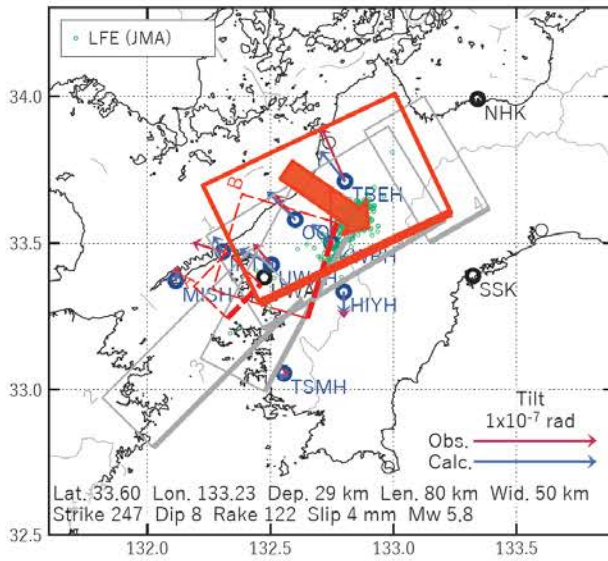 LFE (JMA)
34.0
NHK
B
TBEH
33.5
MISH
HIYH
SSK
3
33.0
TSMH
Tilt
1x10⁻⁷ rad
Obs.
Calc.
Lat. 33.60 Lon. 133.23 Dep. 29 km Len. 80 km Wid. 50 km
Strike 247 Dip 8 Rake 122 Slip 4 mm Mw 5.8
32.5
132.0 132.5 133.0 133.5